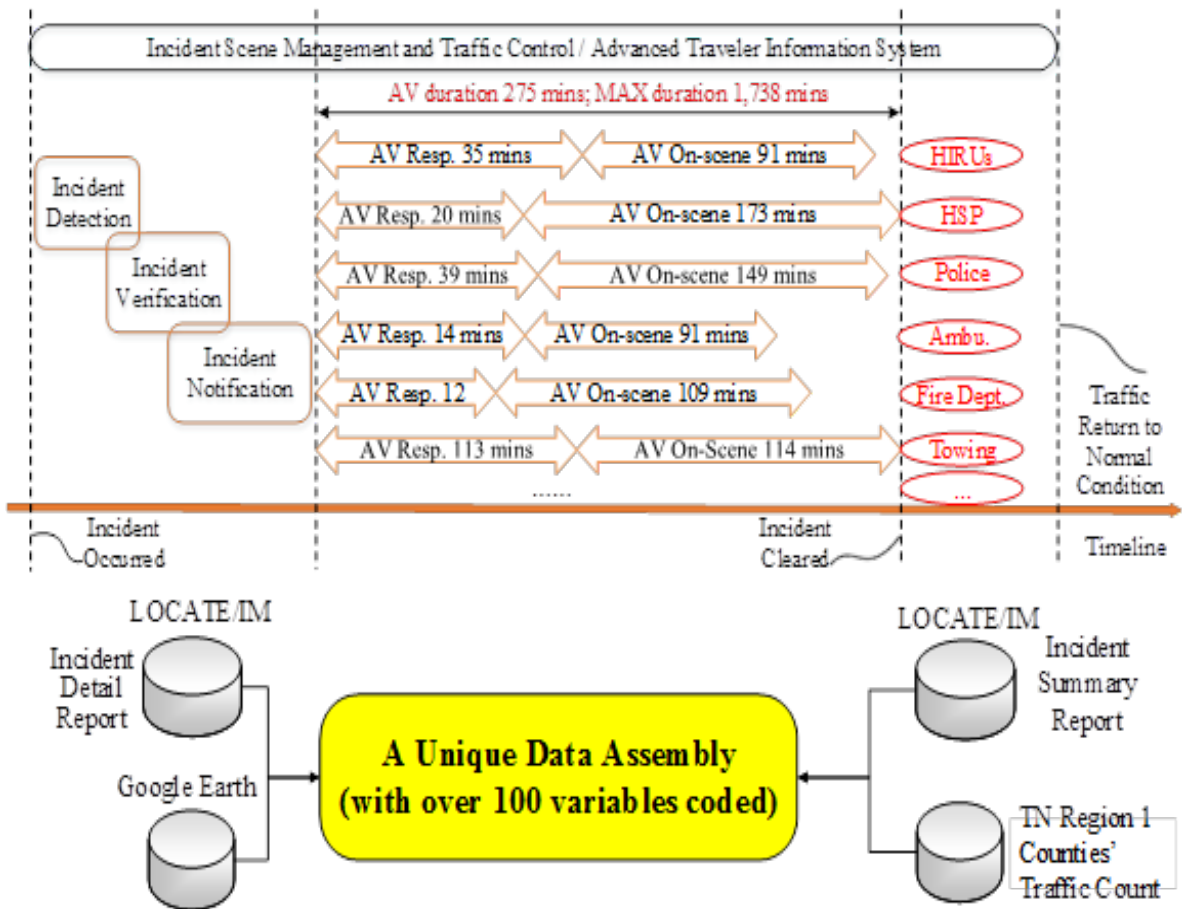 Incident Scene Management and Traffic Control / Advanced Traveler Information System
AV duration 275 mins; MAX duration 1,738 mins
Incident
Detection
Incident
Verification
Incident
Notification
AV Resp. 35 mins
AV On-scene 91 mins
HIRUs
AV Resp. 20 mins
AV On-scene 173 mins
HSP
AV Resp. 39 mins
AV On-scene 149 mins
Police
AV Resp. 14 mins
AV On-scene 91 mins
Ambu.
AV Resp. 12
AV On-scene 109 mins
Fire Dept.
AV Resp. 113 mins
AV On-Scene 114 mins
Towing
......
...
Traffic
Return to
Normal
Condition
Incident
Occurred
Incident
Cleared
Timeline
LOCATE/IM
Incident
Detail
Report
Google Earth
A Unique Data Assembly
(with over 100 variables coded)
LOCATE/IM
Incident
Summary
Report
TN Region 1
Counties’
Traffic Count